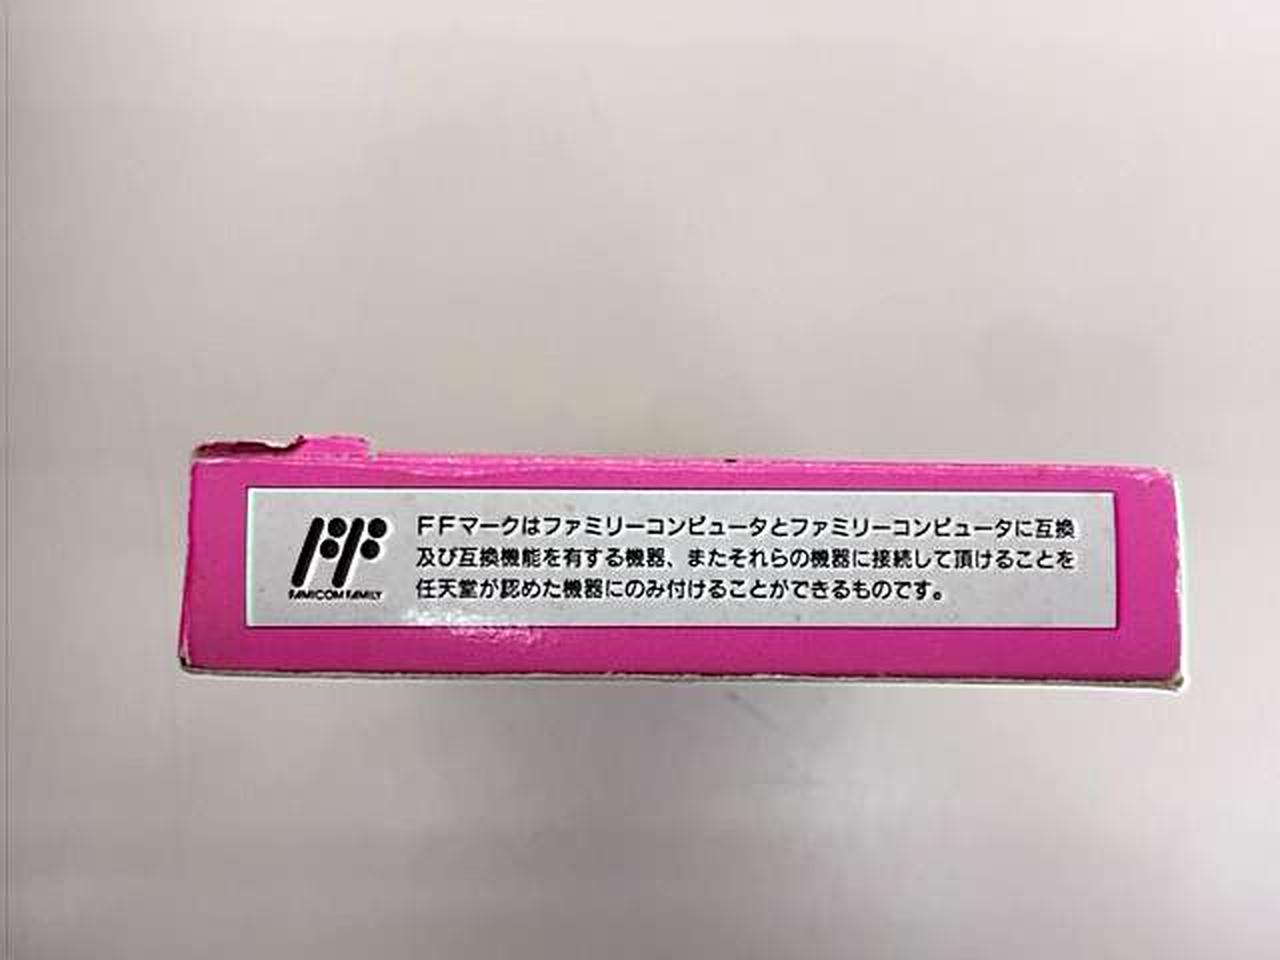 FAMICOM FAMILY
FFマークはファミリーコンピュータとファミリーコンピュータに互換
及び互換機能を有する機器、またそれらの機器に接続して頂けることを
任天堂が認めた機器にのみ付けることができるものです。